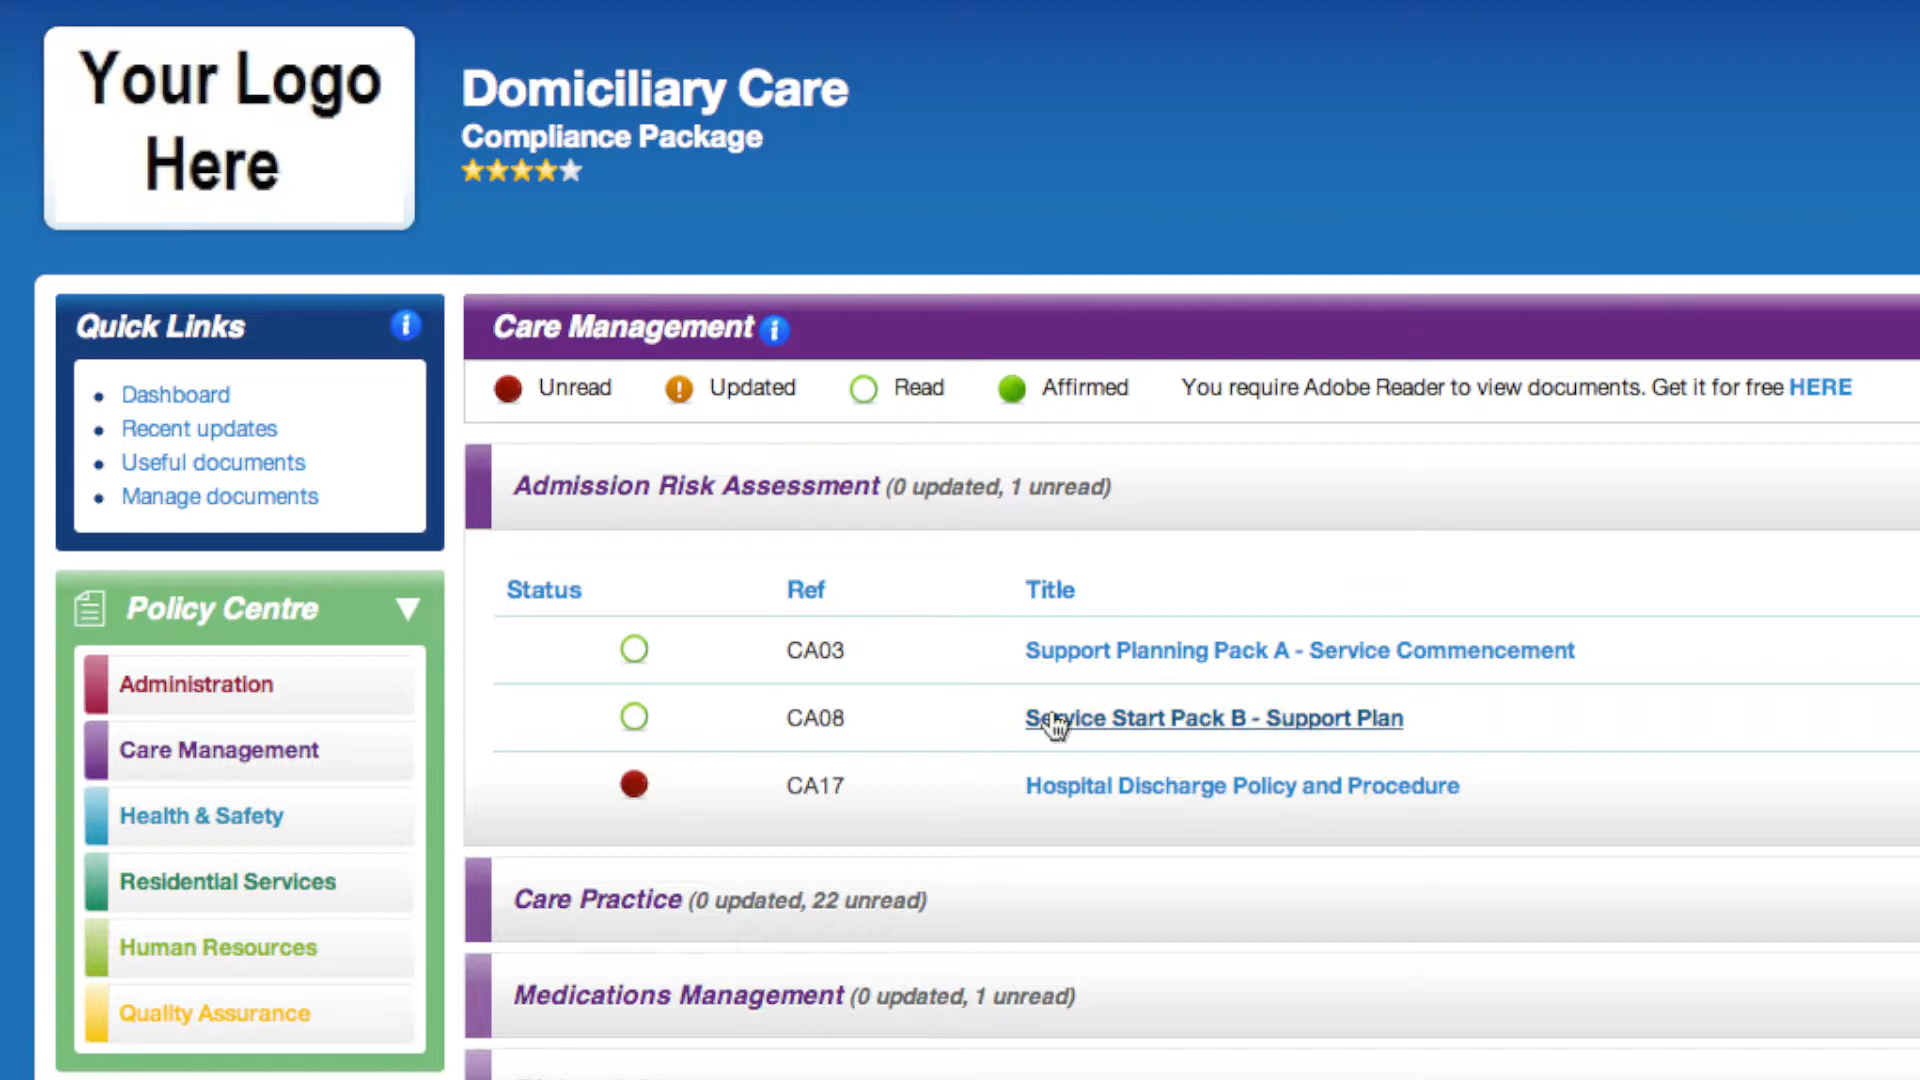 Your Logo
Here
Domiciliary Care
Compliance Package
Quick Links
Dashboard
Recent updates
Useful documents
Manage documents
Policy Centre
Administration
Care Management
Health & Safety
Residential Services
Human Resources
Quality Assurance
Care Management
Unread Updated Read Affirmed You require Adobe Reader to view documents. Get it for free HERE
Admission Risk Assessment (0 updated, 1 unread)
Status Ref Title
CA03 Support Planning Pack A - Service Commencement
CA08 Service Start Pack B - Support Plan
CA17 Hospital Discharge Policy and Procedure
Care Practice (0 updated, 22 unread)
Medications Management (0 updated, 1 unread)